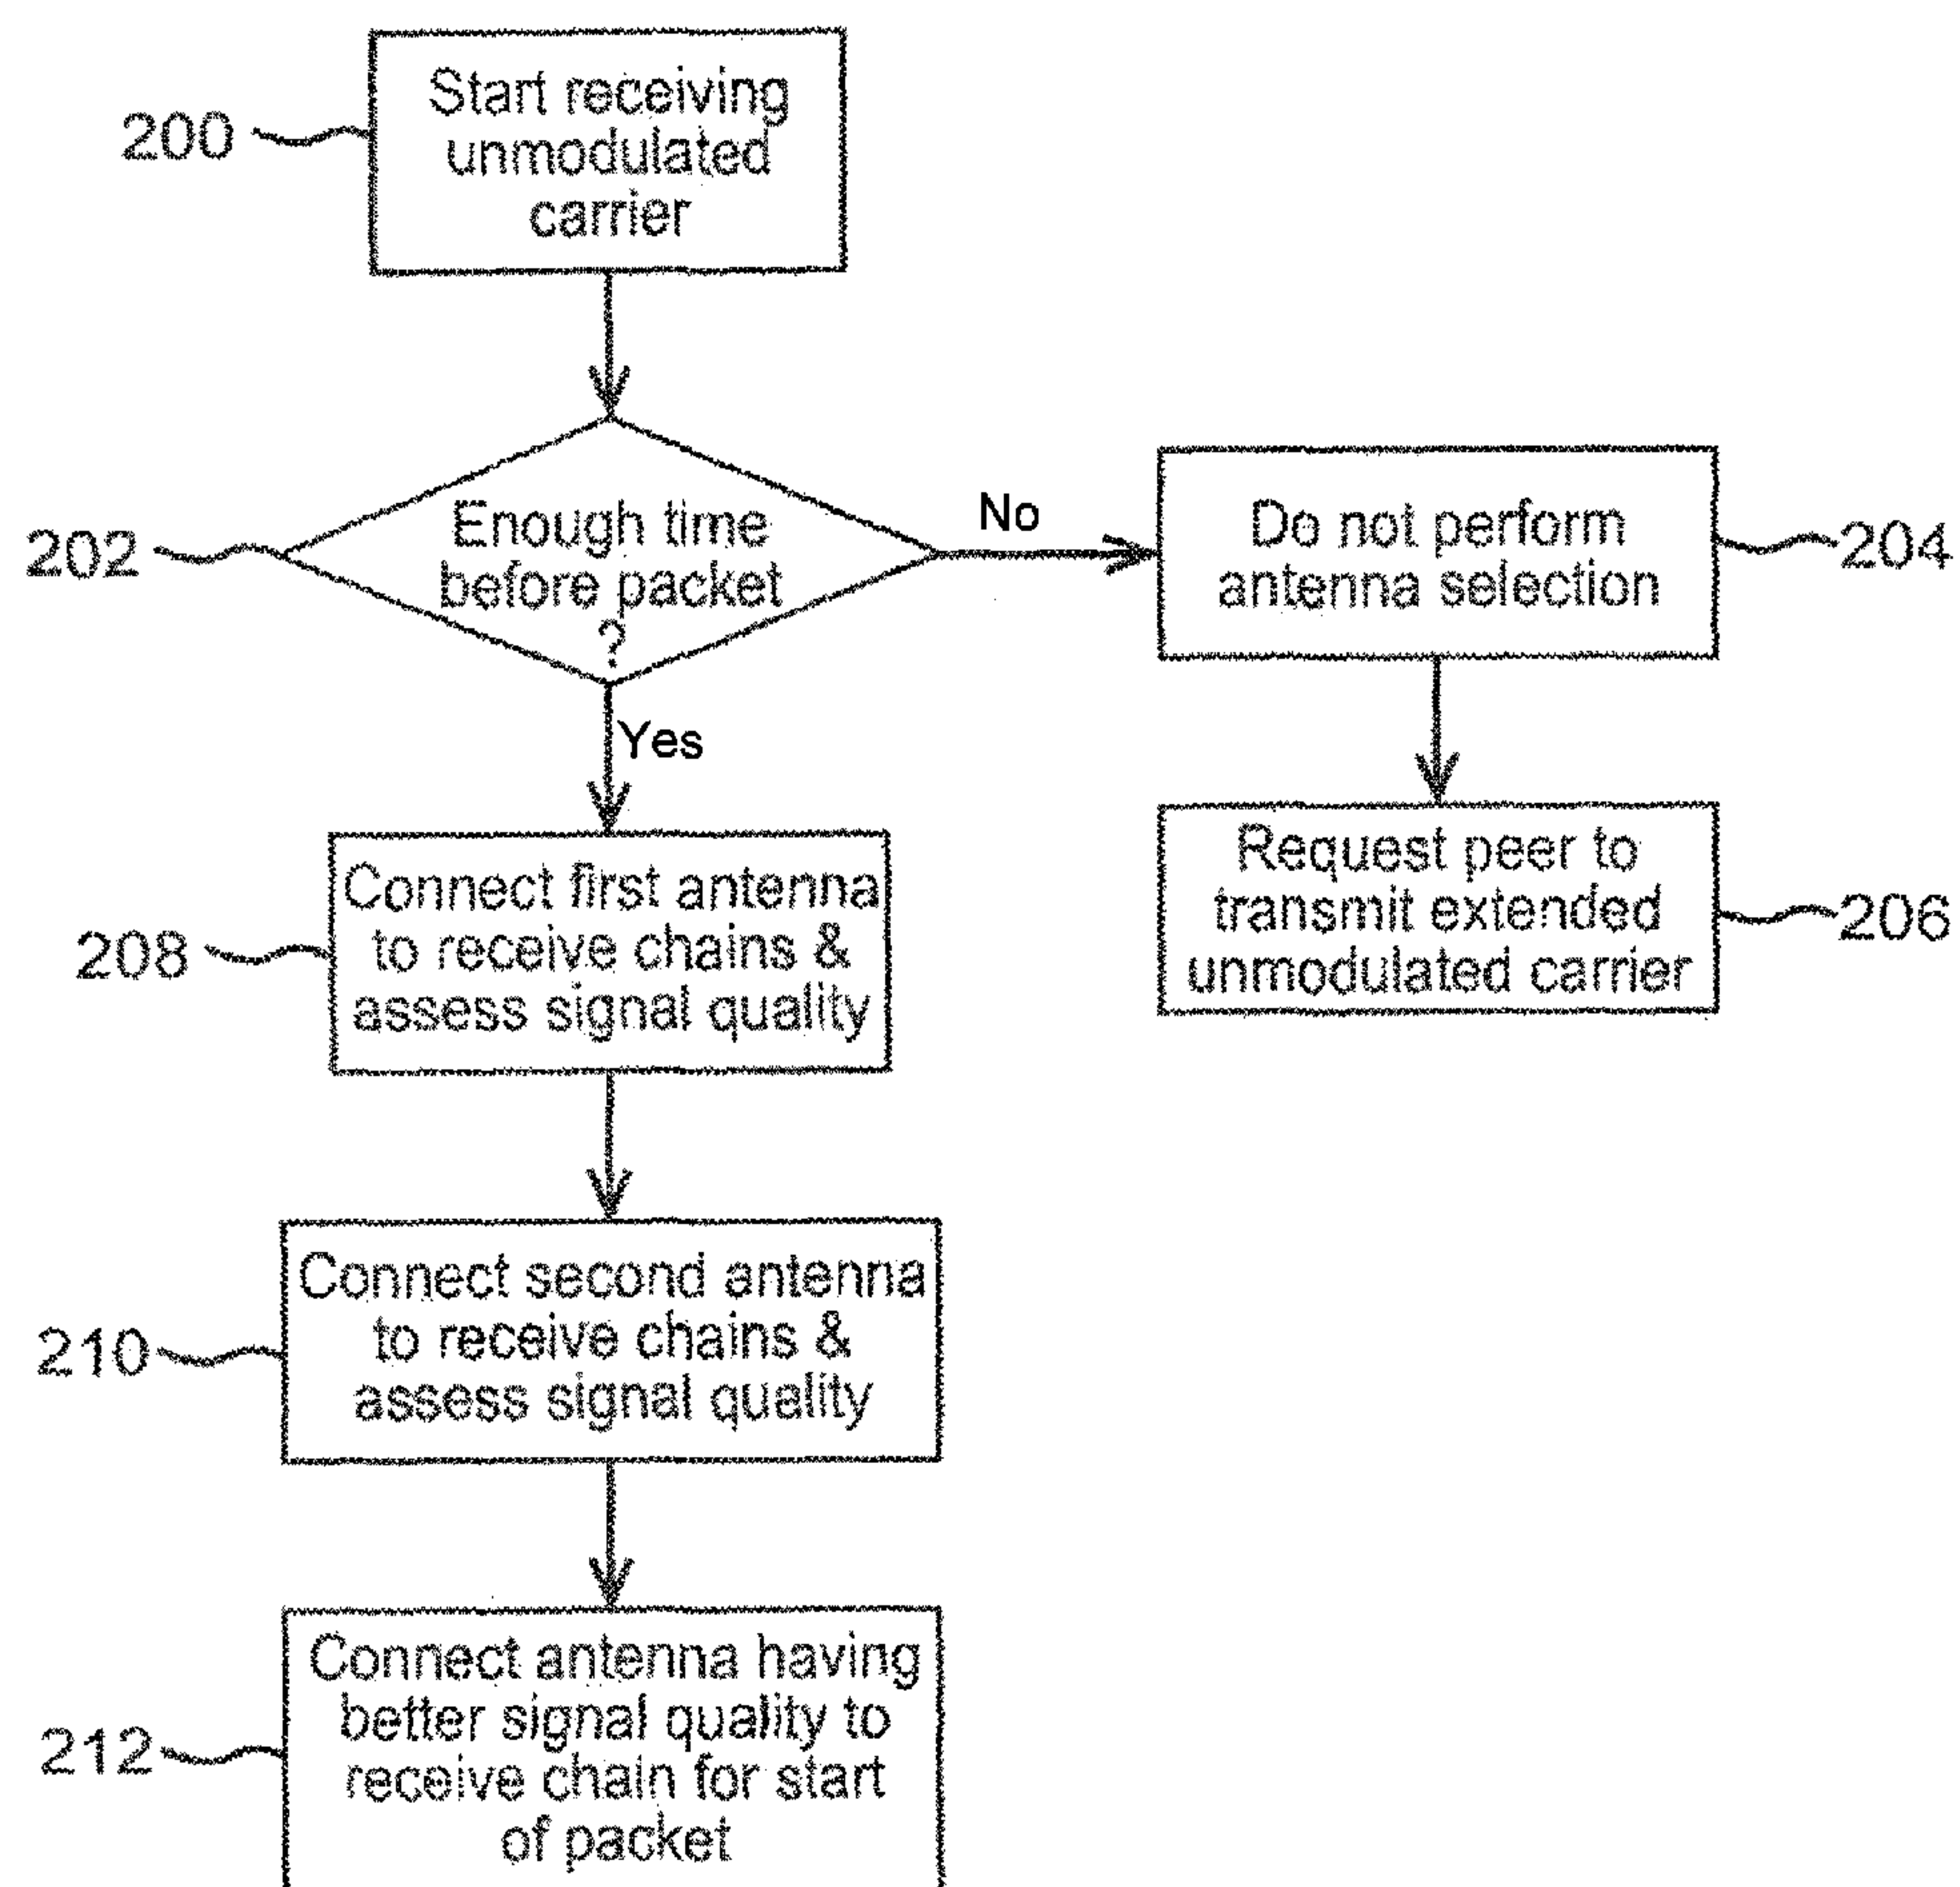 200
Start receiving
unmodulated
carrier
202
Enough time
before packet
?
No
Do not perform
antenna selection
204
Yes
Request peer to
transmit extended
unmodulated carrier
206
208
Connect first antenna
to receive chains &
assess signal quality
210
Connect second antenna
to receive chains &
assess signal quality
212
Connect antenna having
better signal quality to
receive chain for start
of packet